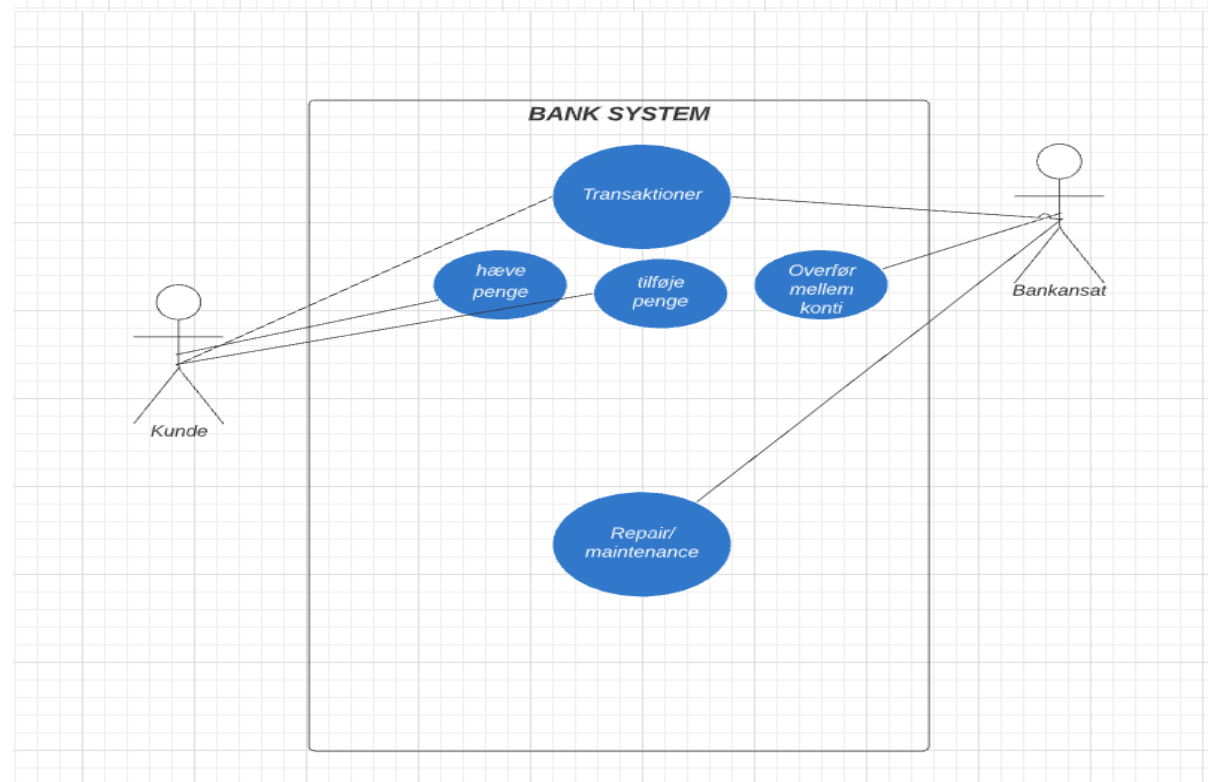 BANK SYSTEM
Transaktioner
hæve
penge
tilføje
penge
Overfør
mellem
konti
Bankansat
Kunde
Repair/
maintenance